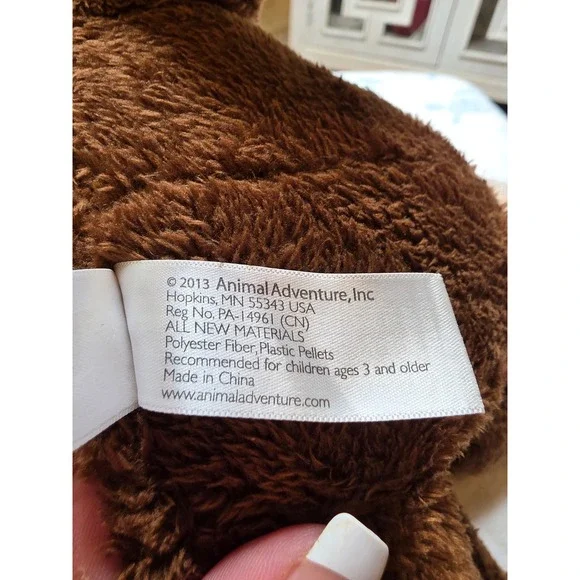 © 2013 Animal Adventure, Inc
Hopkins, MN 55343 USA
Reg No. PA-14961 (CN)
ALL NEW MATERIALS
Polyester Fiber, Plastic Pellets
Recommended for children ages 3 and older
Made in China
www.animaladventure.com